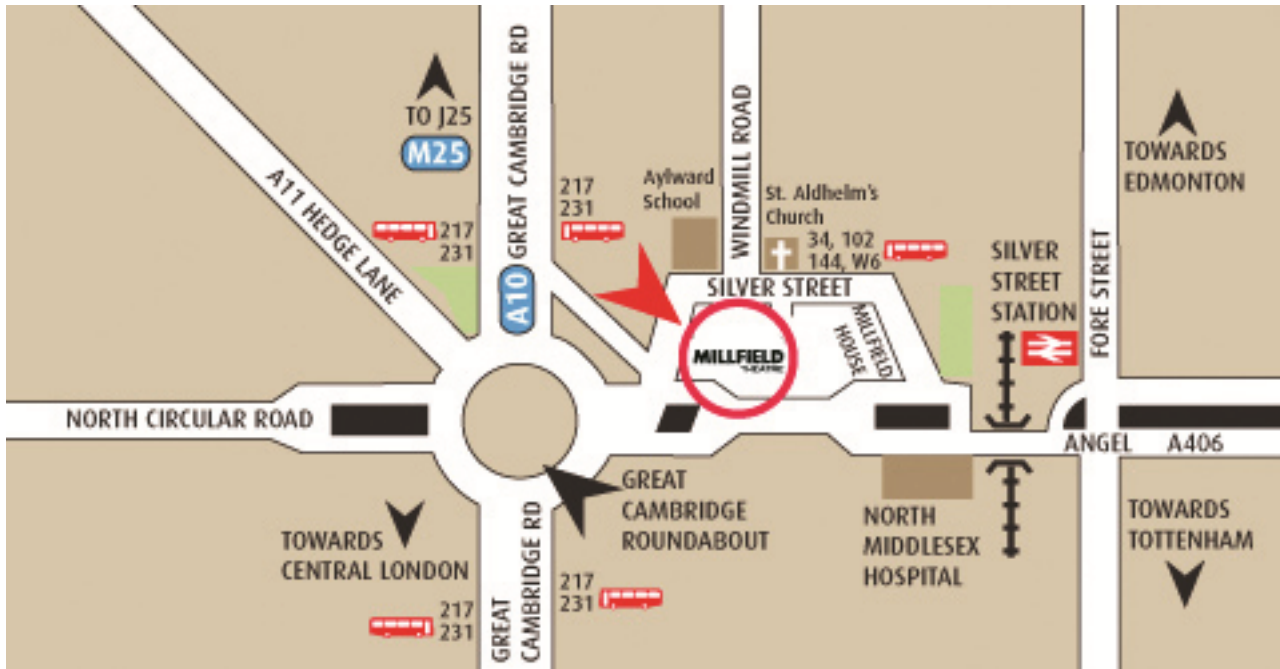 GREAT CAMBRIDGE RD
TO J25
M25
A11 HEDGE LANE
217
231
217
231
A10
Aylward
School
WINDMILL ROAD
St. Aldhelm's
Church
34, 102
144, W6
SILVER STREET
SILVER
STREET
STATION
FORE STREET
TOWARDS
EDMONTON
MILLFIELD
THEATRE
MILLFIELD
HOUSE
NORTH CIRCULAR ROAD
ANGEL
A406
GREAT
CAMBRIDGE
ROUNDABOUT
NORTH
MIDDLESEX
HOSPITAL
TOWARDS
TOTTENHAM
TOWARDS
CENTRAL LONDON
GREAT
CAMBRIDGE RD
217
231
217
231